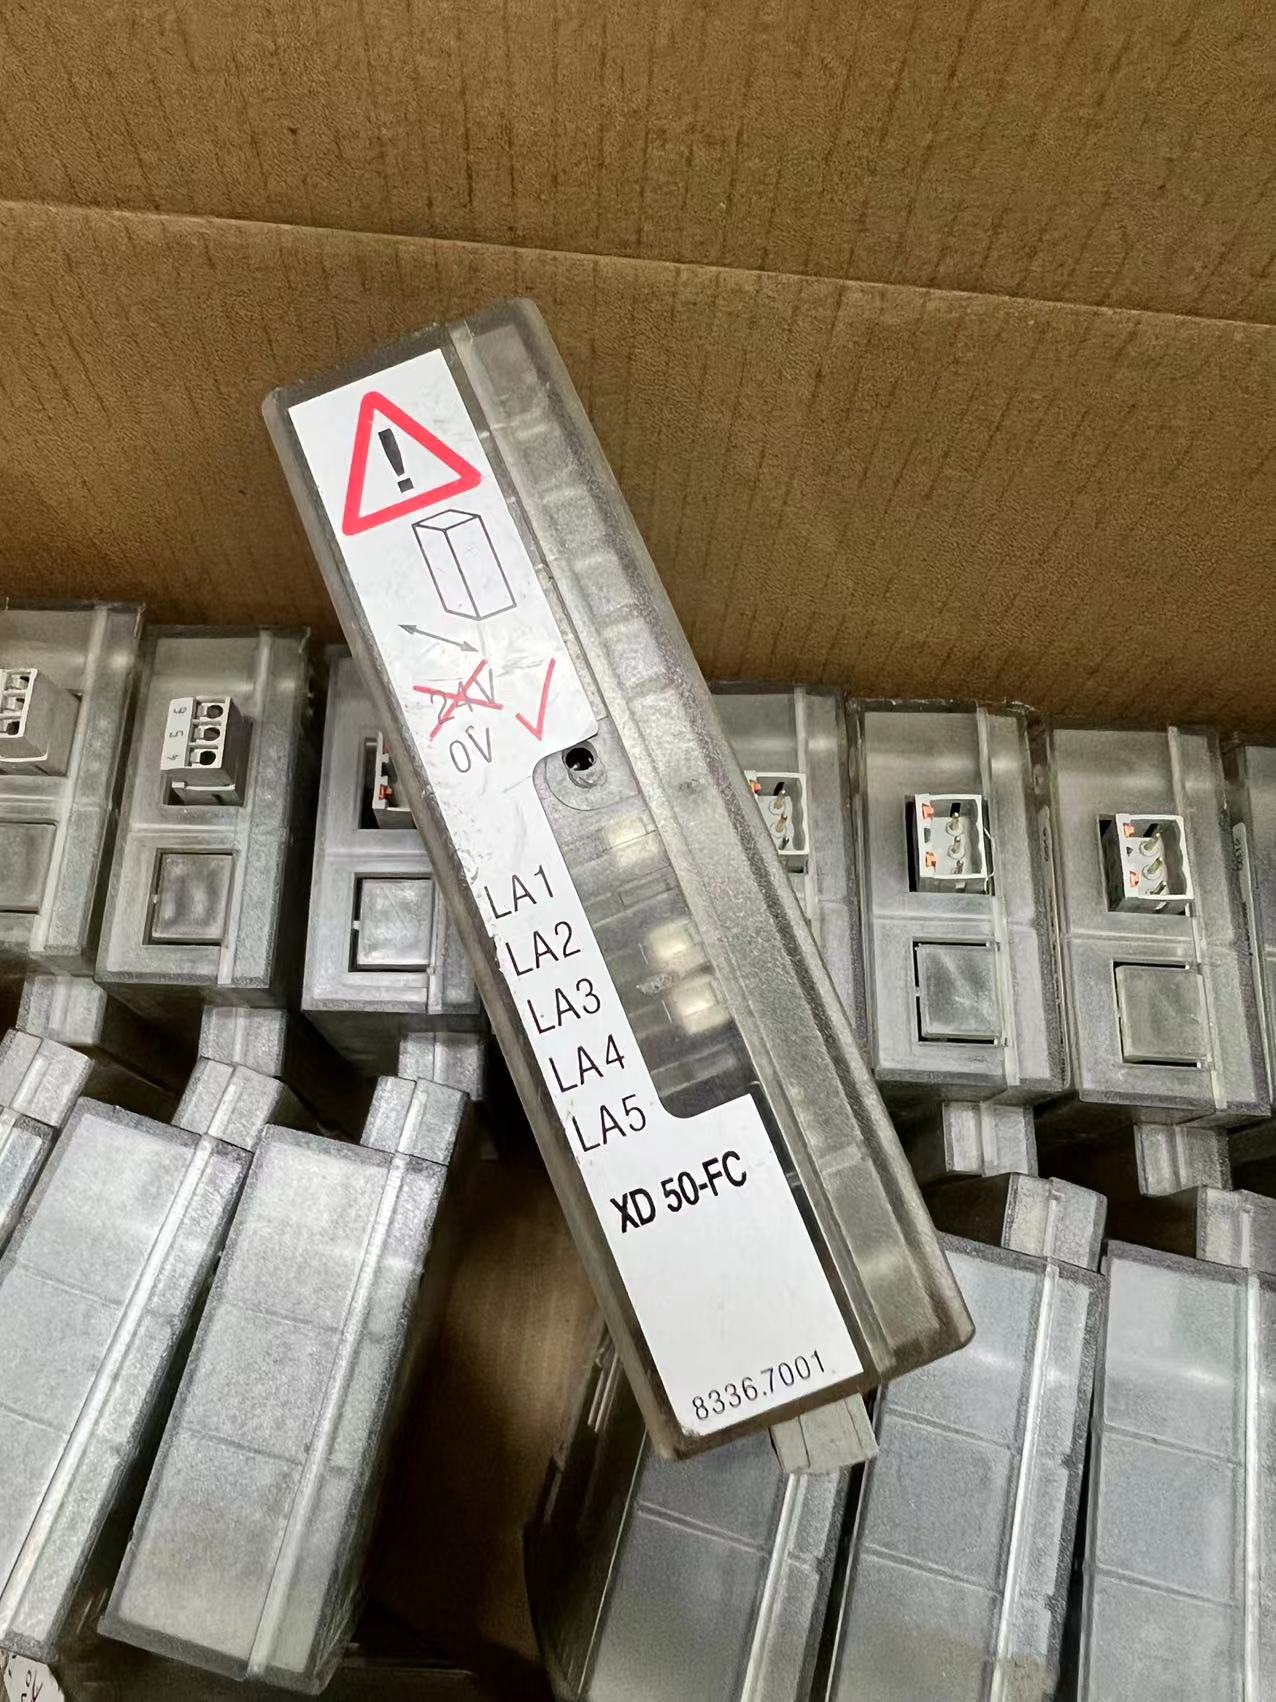 !
24V
0V
LA1
LA2
LA3
LA4
LA5
XD 50-FC
8336.7001
6
5
4